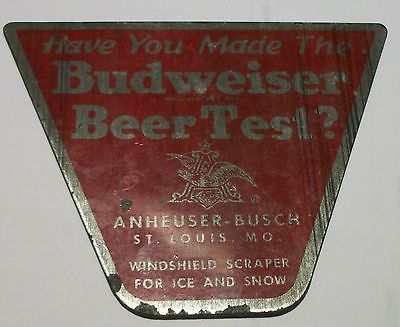 Have You Made The
Budweiser
Beer Test?
®
ANHEUSER-BUSCH
ST. LOUIS, MO.
WINDSHIELD SCRAPER
FOR ICE AND SNOW